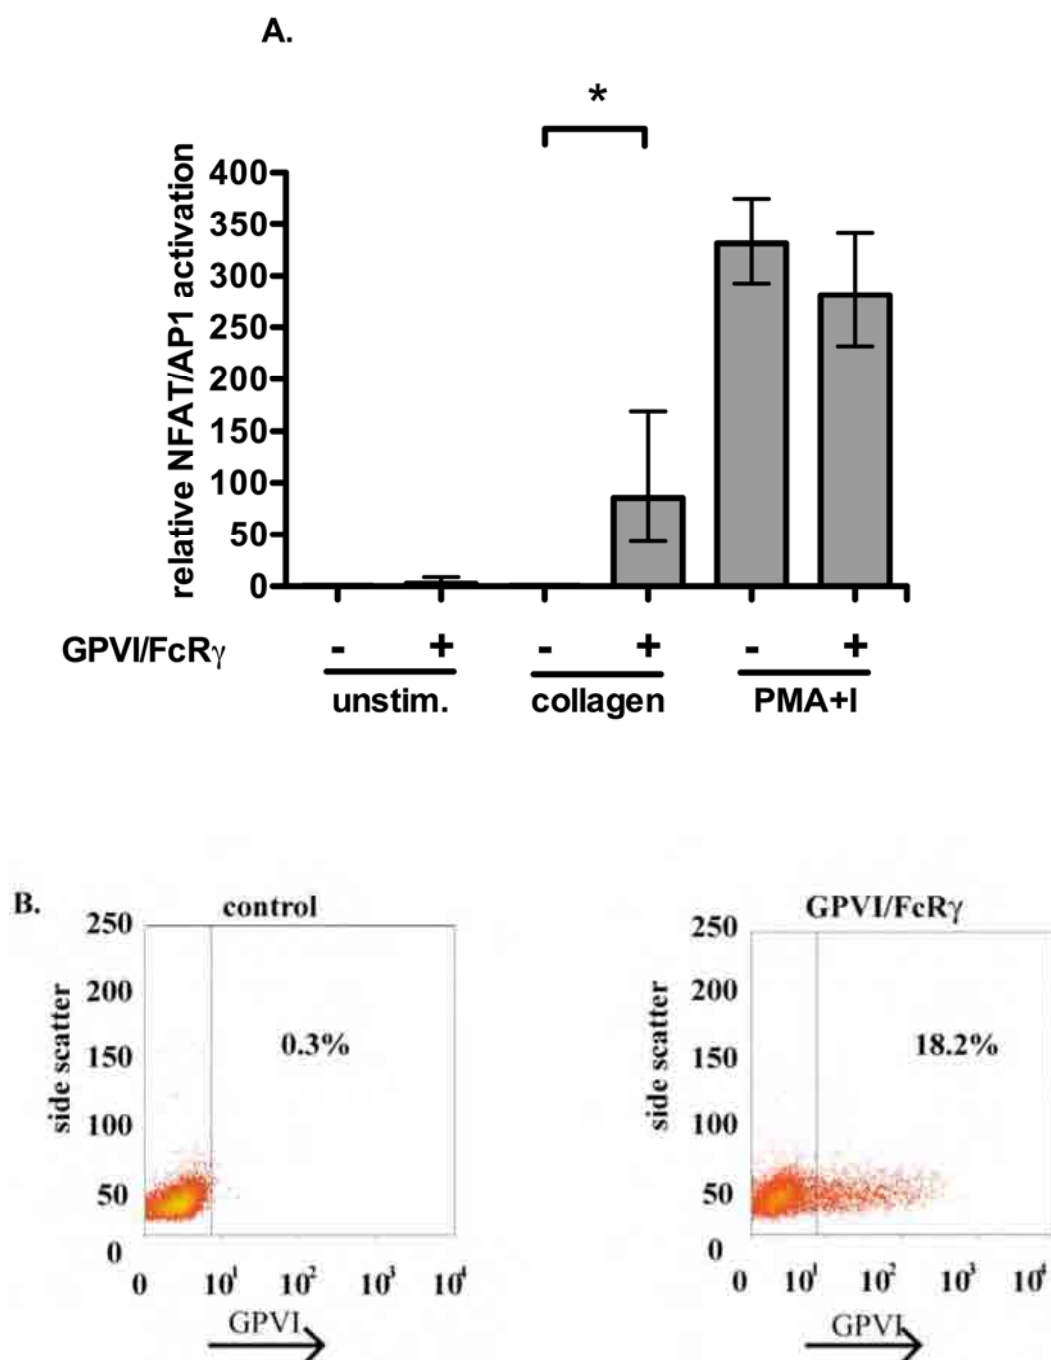 A.
*
relative NFAT/AP1 activation
400
350
300
250
200
150
100
50
0
GPVI/FcRγ - + - + - +
unstim. collagen PMA+I
B.
control
250
200
150
100
50
0
side scatter
0.3%
0 10¹ 10² 10³ 10⁴
GPVI
GPVI/FcRγ
250
200
150
100
50
0
side scatter
18.2%
0 10¹ 10² 10³ 10⁴
GPVI